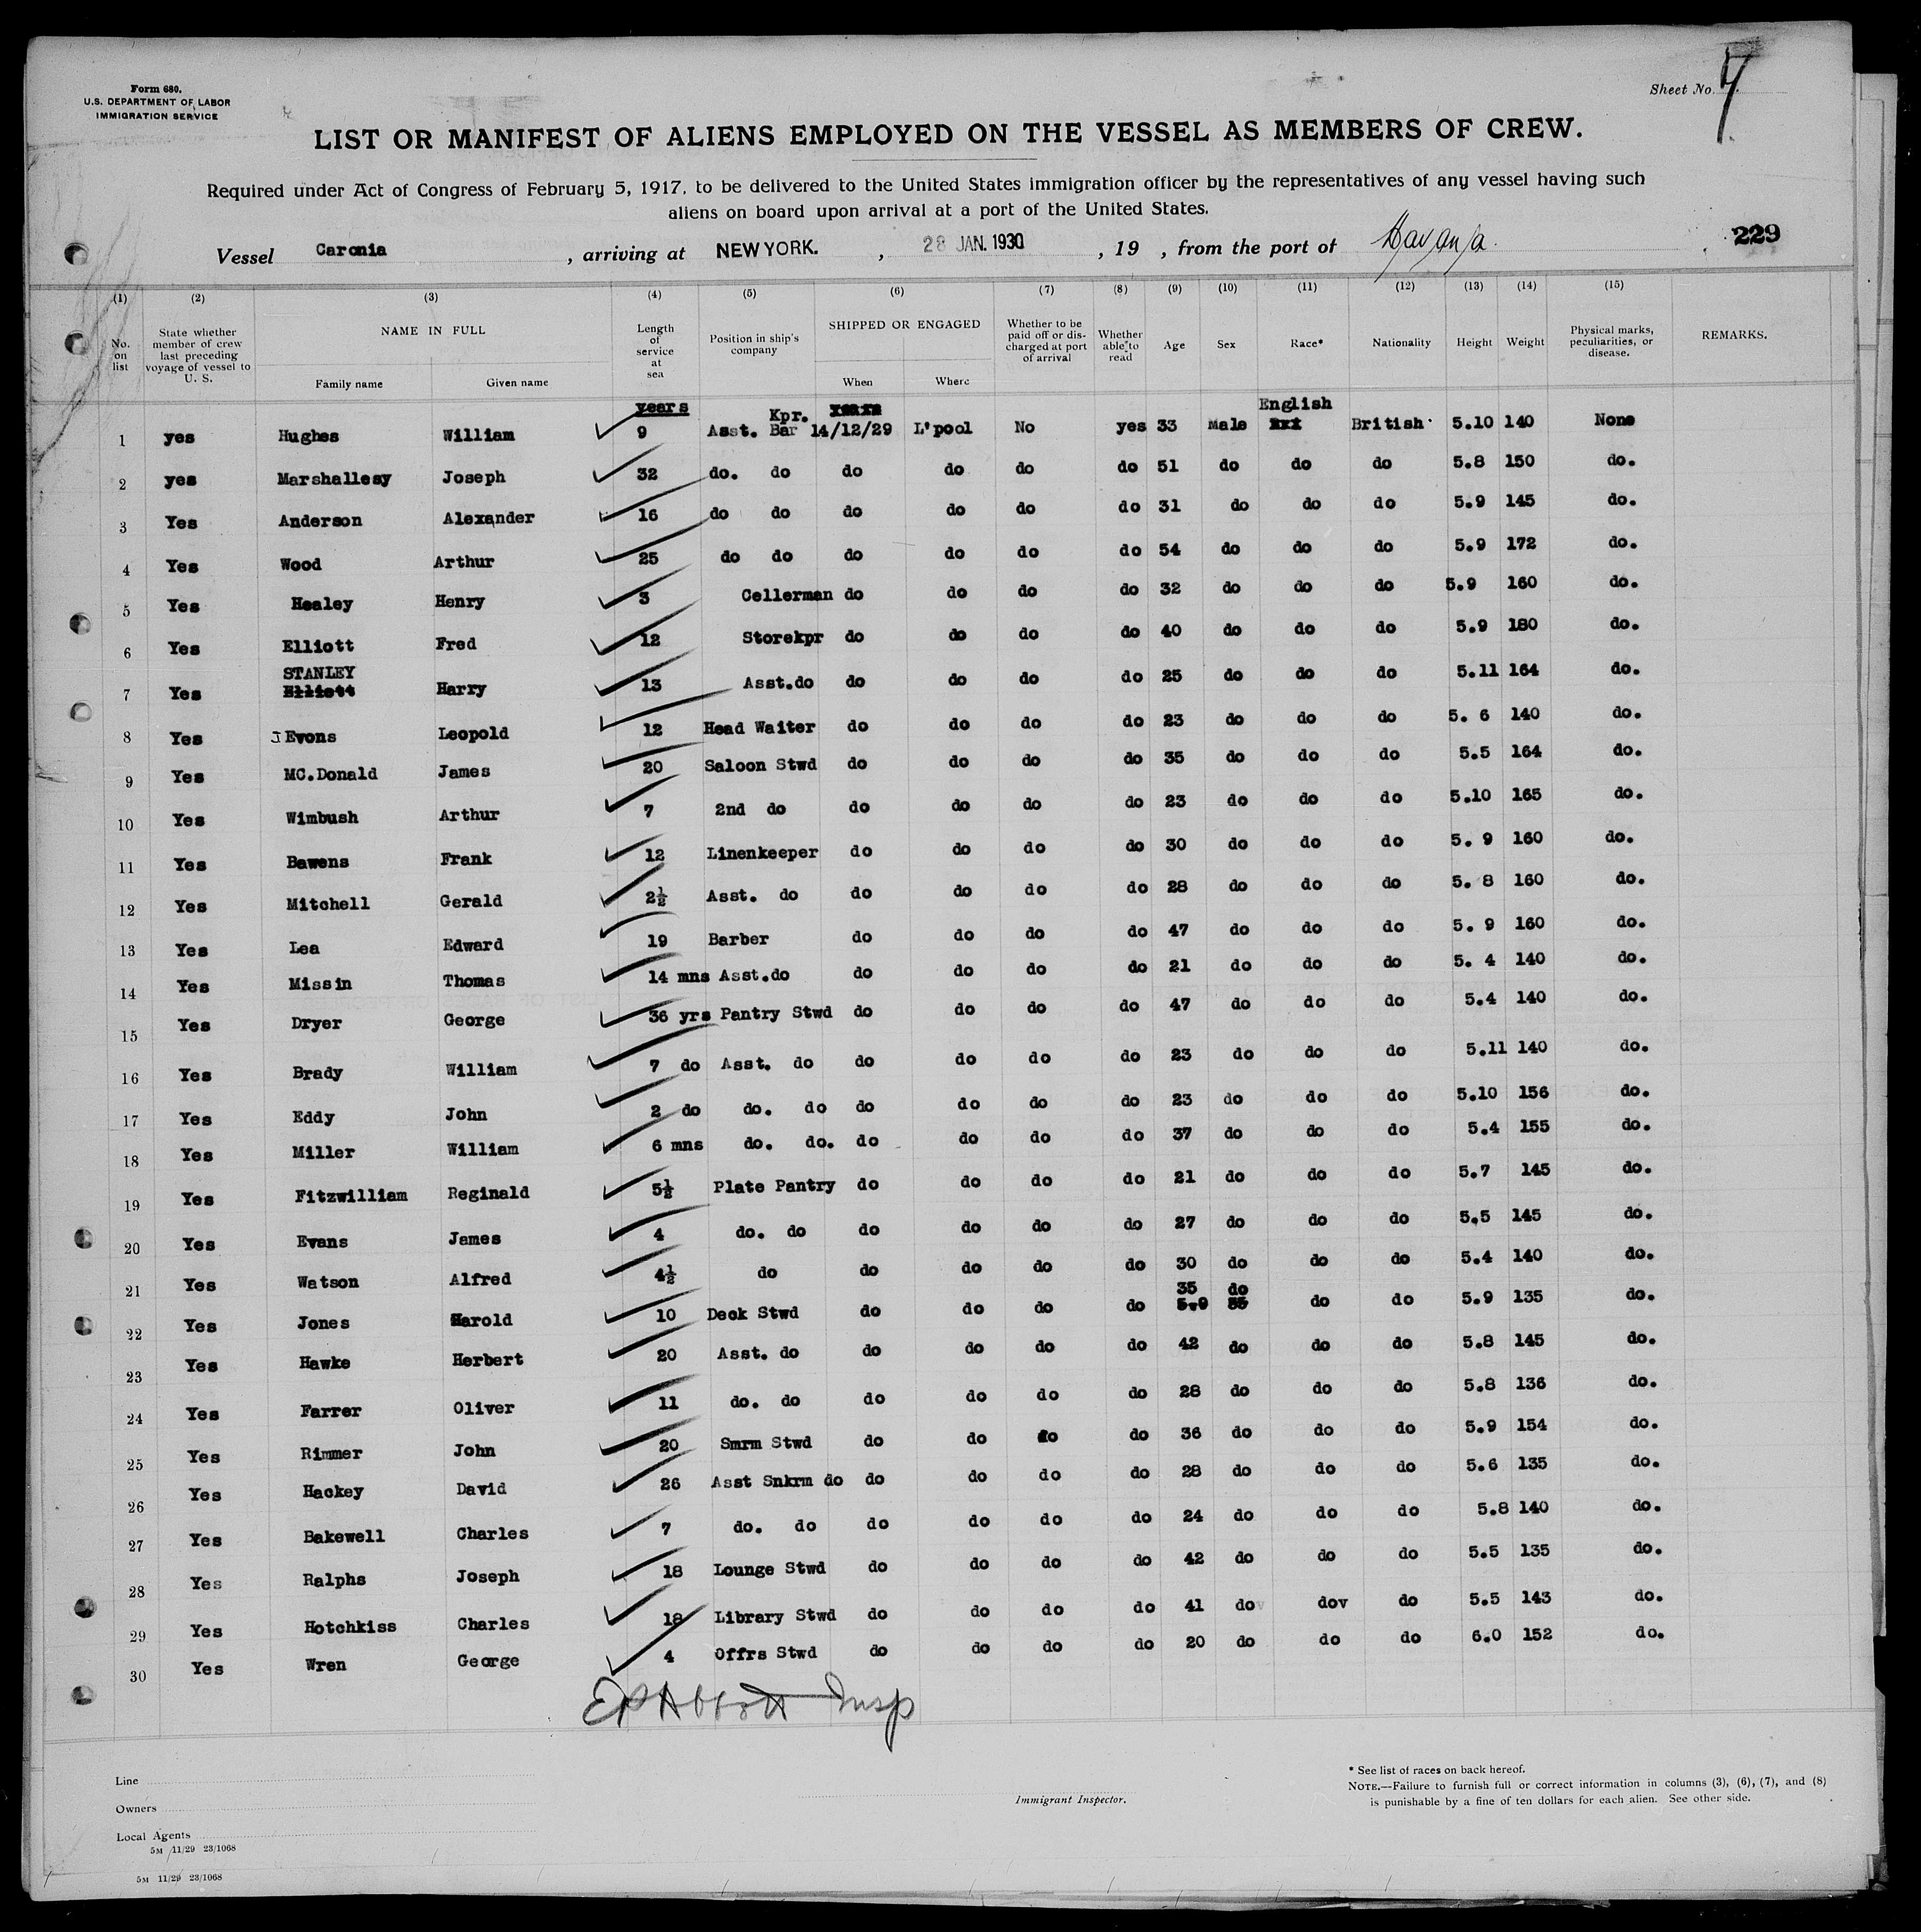 Form 680.
U.S. DEPARTMENT OF LABOR
IMMIGRATION SERVICE
Sheet No. 7
LIST OR MANIFEST OF ALIENS EMPLOYED ON THE VESSEL AS MEMBERS OF CREW.
Required under Act of Congress of February 5, 1917, to be delivered to the United States immigration officer by the representatives of any vessel having such
aliens on board upon arrival at a port of the United States.
Vessel Caronia, arriving at NEW YORK., 28 JAN. 1930, 19 , from the port of Havana. 229
(1) (2) (3) (4) (5) (6) (7) (8) (9) (10) (11) (12) (13) (14) (15)
No. on list State whether member of crew last preceding voyage of vessel to U. S. NAME IN FULL Family name Given name Length of service at sea Position in ship's company SHIPPED OR ENGAGED When Where Whether to be paid off or discharged at port of arrival Whether able to read Age Sex Race* Nationality Height Weight Physical marks, peculiarities, or disease. REMARKS.
years Kpr. English
1 yes Hughes William 9 Asst. Bar 14/12/29 L'pool No yes 33 Male British 5.10 140 None
2 yes Marshallesy Joseph 32 do. do do do do do 51 do do do 5.8 150 do.
3 Yes Anderson Alexander 16 do do do do do do 31 do do do 5.9 145 do.
4 Yes Wood Arthur 25 do do do do do do 54 do do do 5.9 172 do.
5 Yes Healey Henry 3 Cellerman do do do do 32 do do do 5.9 160 do.
6 Yes Elliott Fred 12 Storekpr do do do do 40 do do do 5.9 180 do.
STANLEY
7 Yes Elliott Harry 13 Asst.do do do do do 25 do do do 5.11 164 do.
8 Yes Evons Leopold 12 Head Waiter do do do do 23 do do do 5. 6 140 do.
9 Yes MC.Donald James 20 Saloon Stwd do do do do 35 do do do 5.5 164 do.
10 Yes Wimbush Arthur 7 2nd do do do do do 23 do do do 5.10 165 do.
11 Yes Bawens Frank 12 Linenkeeper do do do do 30 do do do 5. 9 160 do.
12 Yes Mitchell Gerald 2½ Asst. do do do do do 28 do do do 5. 8 160 do.
13 Yes Lea Edward 19 Barber do do do do 47 do do do 5. 9 160 do.
14 Yes Missin Thomas 14 mns Asst.do do do do do 21 do do do 5. 4 140 do.
15 Yes Dryer George 36 yrs Pantry Stwd do do do do 47 do do do 5.4 140 do.
16 Yes Brady William 7 do Asst. do do do do do 23 do do do 5.11 140 do.
17 Yes Eddy John 2 do do. do do do do do 23 do do do 5.10 156 do.
18 Yes Miller William 6 mns do. do. do do do do 37 do do do 5.4 155 do.
19 Yes Fitzwilliam Reginald 5½ Plate Pantry do do do do 21 do do do 5.7 145 do.
20 Yes Evans James 4 do. do do do do do 27 do do do 5.5 145 do.
21 Yes Watson Alfred 4½ do do do do do 30 do do do 5.4 140 do.
35 do
22 Yes Jones Harold 10 Deck Stwd do do do do 5.9 35 do do 5.9 135 do.
23 Yes Hawke Herbert 20 Asst. do do do do do 42 do do do 5.8 145 do.
24 Yes Farrer Oliver 11 do. do do do do do 28 do do do 5.8 136 do.
25 Yes Rimmer John 20 Smrm Stwd do do do do 36 do do do 5.9 154 do.
26 Yes Hackey David 26 Asst Snkrm do do do do do 28 do do do 5.6 135 do.
27 Yes Bakewell Charles 7 do. do do do do do 24 do do do 5.8 140 do.
28 Yes Ralphs Joseph 18 Lounge Stwd do do do do 42 do do do 5.5 135 do.
29 Yes Hotchkiss Charles 18 Library Stwd do do do do 41 do dov do 5.5 143 do.
30 Yes Wren George 4 Offrs Stwd do do do do 20 do do do 6.0 152 do.
EP Abbott Insp
Line
Owners
Local Agents
5M 11/29 23/1068
5M 11/29 23/1068
Immigrant Inspector.
* See list of races on back hereof.
NOTE.—Failure to furnish full or correct information in columns (3), (6), (7), and (8)
is punishable by a fine of ten dollars for each alien. See other side.